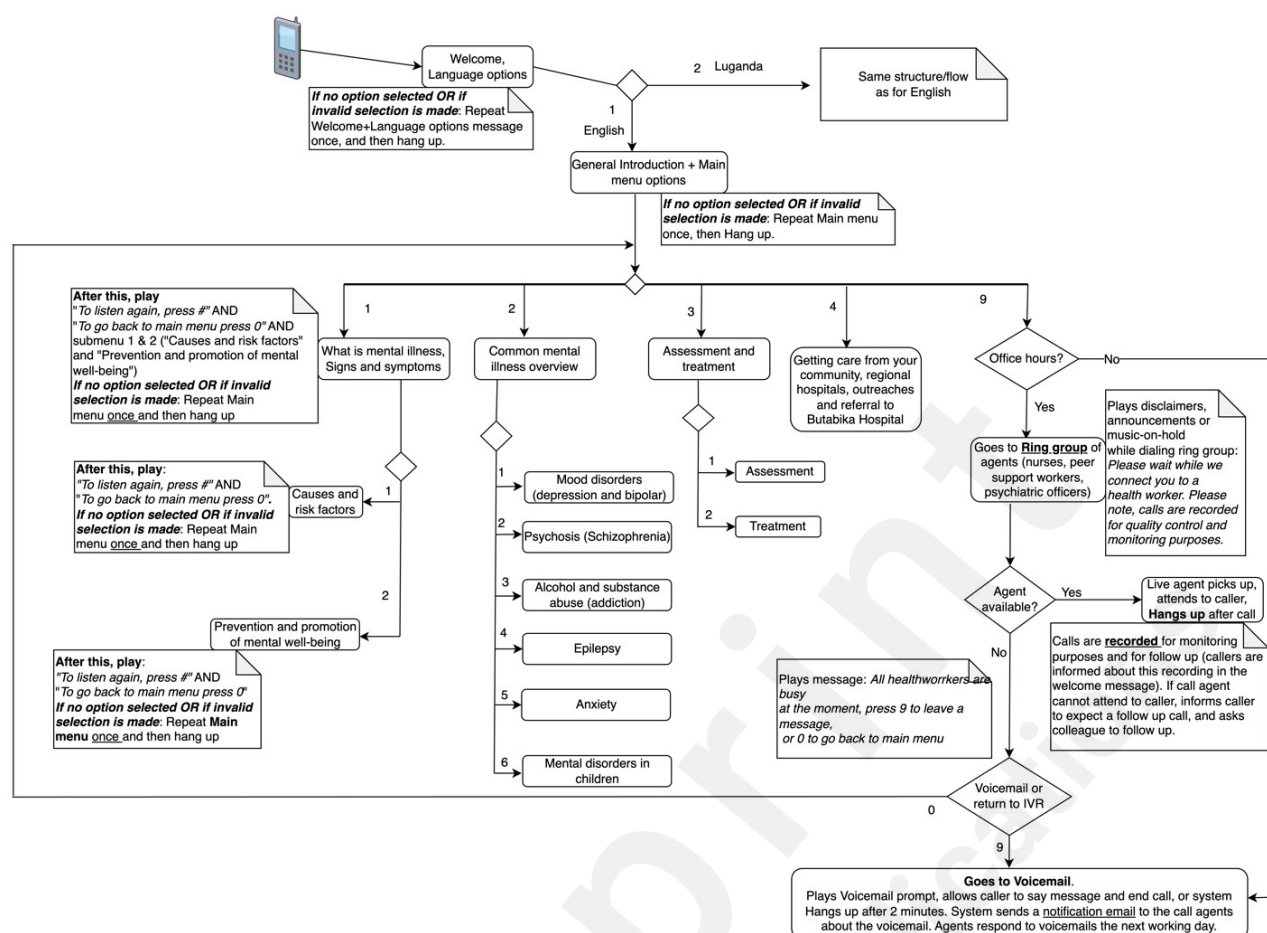 Welcome,
Language options
If no option selected OR if
invalid selection is made: Repeat
Welcome+Language options message
once, and then hang up.
2 Luganda
Same structure/flow
as for English
1
English
General Introduction + Main
menu options
If no option selected OR if invalid
selection is made: Repeat Main menu
once, then Hang up.
After this, play
"To listen again, press #" AND
"To go back to main menu press 0" AND
submenu 1 & 2 ("Causes and risk factors"
and "Prevention and promotion of mental
well-being")
If no option selected OR if invalid
selection is made: Repeat Main
menu once and then hang up
1
What is mental illness,
Signs and symptoms
After this, play:
"To listen again, press #" AND
"To go back to main menu press 0".
If no option selected OR if invalid
selection is made: Repeat Main
menu once and then hang up
1
Causes and
risk factors
2
Prevention and promotion
of mental well-being
After this, play:
"To listen again, press #" AND
"To go back to main menu press 0"
If no option selected OR if invalid
selection is made: Repeat Main
menu once and then hang up
2
Common mental
illness overview
1
Mood disorders
(depression and bipolar)
2
Psychosis (Schizophrenia)
3
Alcohol and substance
abuse (addiction)
4
Epilepsy
5
Anxiety
6
Mental disorders in
children
3
Assessment and
treatment
1
Assessment
2
Treatment
4
Getting care from your
community, regional
hospitals, outreaches
and referral to
Butabika Hospital
9
Office hours?
No
Yes
Goes to Ring group of
agents (nurses, peer
support workers,
psychiatric officers)
Plays disclaimers,
announcements or
music-on-hold
while dialing ring group:
Please wait while we
connect you to a
health worker. Please
note, calls are recorded
for quality control and
monitoring purposes.
Agent
available?
Yes
Live agent picks up,
attends to caller,
Hangs up after call
Calls are recorded for monitoring
purposes and for follow up (callers are
informed about this recording in the
welcome message). If call agent
cannot attend to caller, informs caller
to expect a follow up call, and asks
colleague to follow up.
No
Plays message: All healthworrkers are
busy
at the moment, press 9 to leave a
message,
or 0 to go back to main menu
Voicemail or
return to IVR
0
9
Goes to Voicemail.
Plays Voicemail prompt, allows caller to say message and end call, or system
Hangs up after 2 minutes. System sends a notification email to the call agents
about the voicemail. Agents respond to voicemails the next working day.